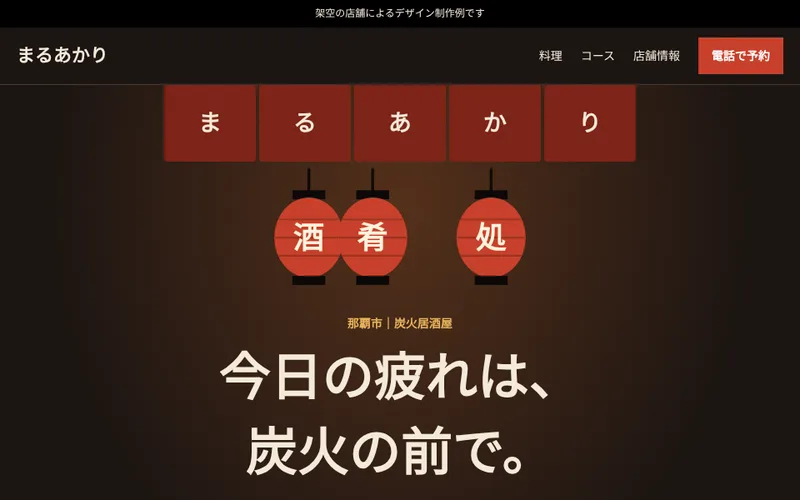 架空の店舗によるデザイン制作例です
まるあかり
料理 コース 店舗情報 電話で予約
まるあかり
酒肴処
那覇市｜炭火居酒屋
今日の疲れは、
炭火の前で。